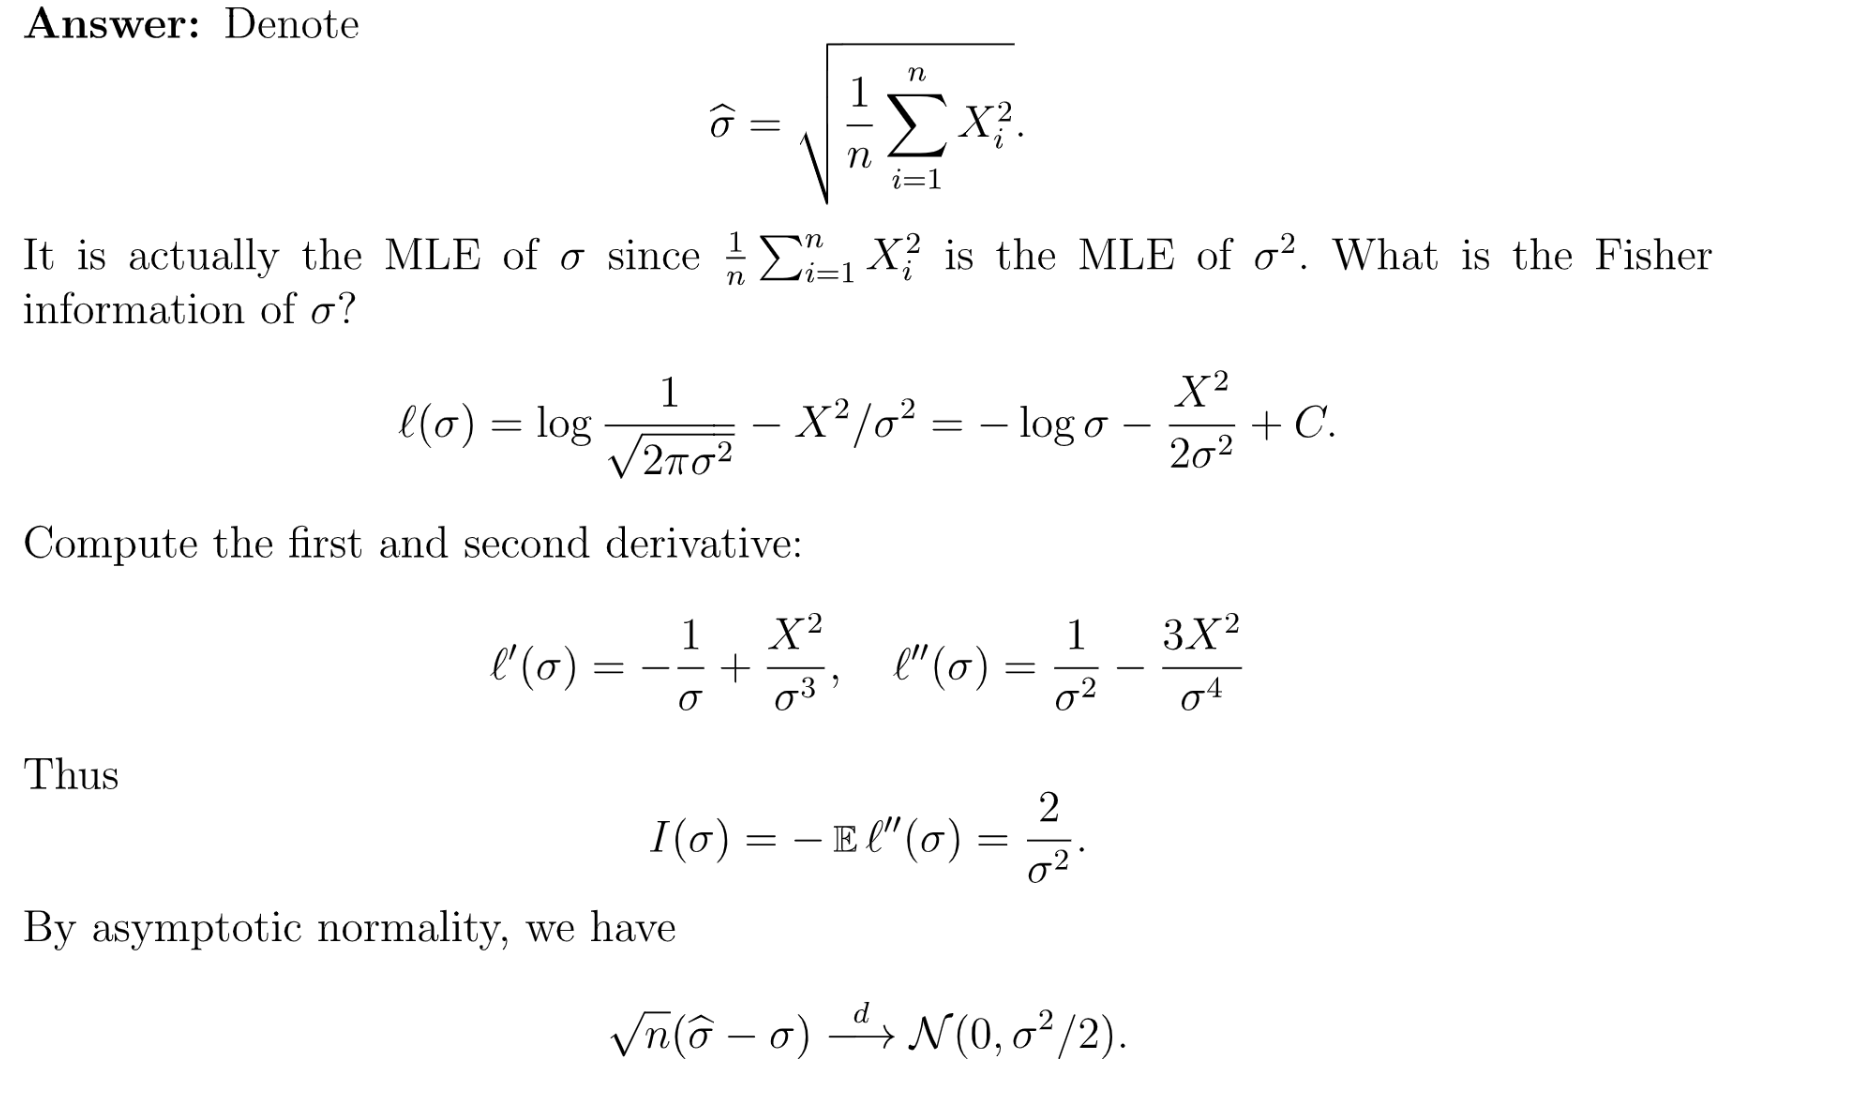 Answer: Denote
$$\widehat{\sigma} = \sqrt{\frac{1}{n}\sum_{i=1}^{n} X_i^2}.$$
It is actually the MLE of $\sigma$ since $\frac{1}{n}\sum_{i=1}^{n} X_i^2$ is the MLE of $\sigma^2$. What is the Fisher
information of $\sigma$?
$$\ell(\sigma) = \log \frac{1}{\sqrt{2\pi\sigma^2}} - X^2/\sigma^2 = -\log\sigma - \frac{X^2}{2\sigma^2} + C.$$
Compute the first and second derivative:
$$\ell'(\sigma) = -\frac{1}{\sigma} + \frac{X^2}{\sigma^3}, \quad \ell''(\sigma) = \frac{1}{\sigma^2} - \frac{3X^2}{\sigma^4}$$
Thus
$$I(\sigma) = -\mathbb{E}\,\ell''(\sigma) = \frac{2}{\sigma^2}.$$
By asymptotic normality, we have
$$\sqrt{n}(\widehat{\sigma} - \sigma) \xrightarrow{d} \mathcal{N}(0, \sigma^2/2).$$